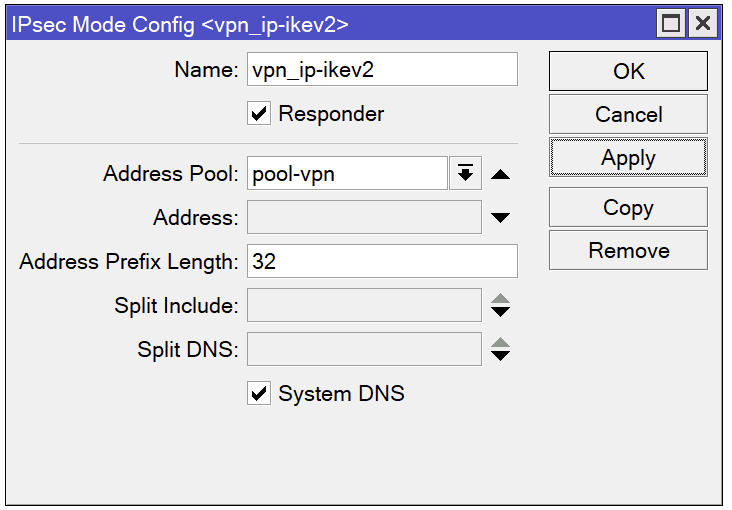 IPsec Mode Config <vpn_ip-ikev2>
Name: vpn_ip-ikev2
Responder
Address Pool: pool-vpn
Address:
Address Prefix Length: 32
Split Include:
Split DNS:
System DNS
OK
Cancel
Apply
Copy
Remove